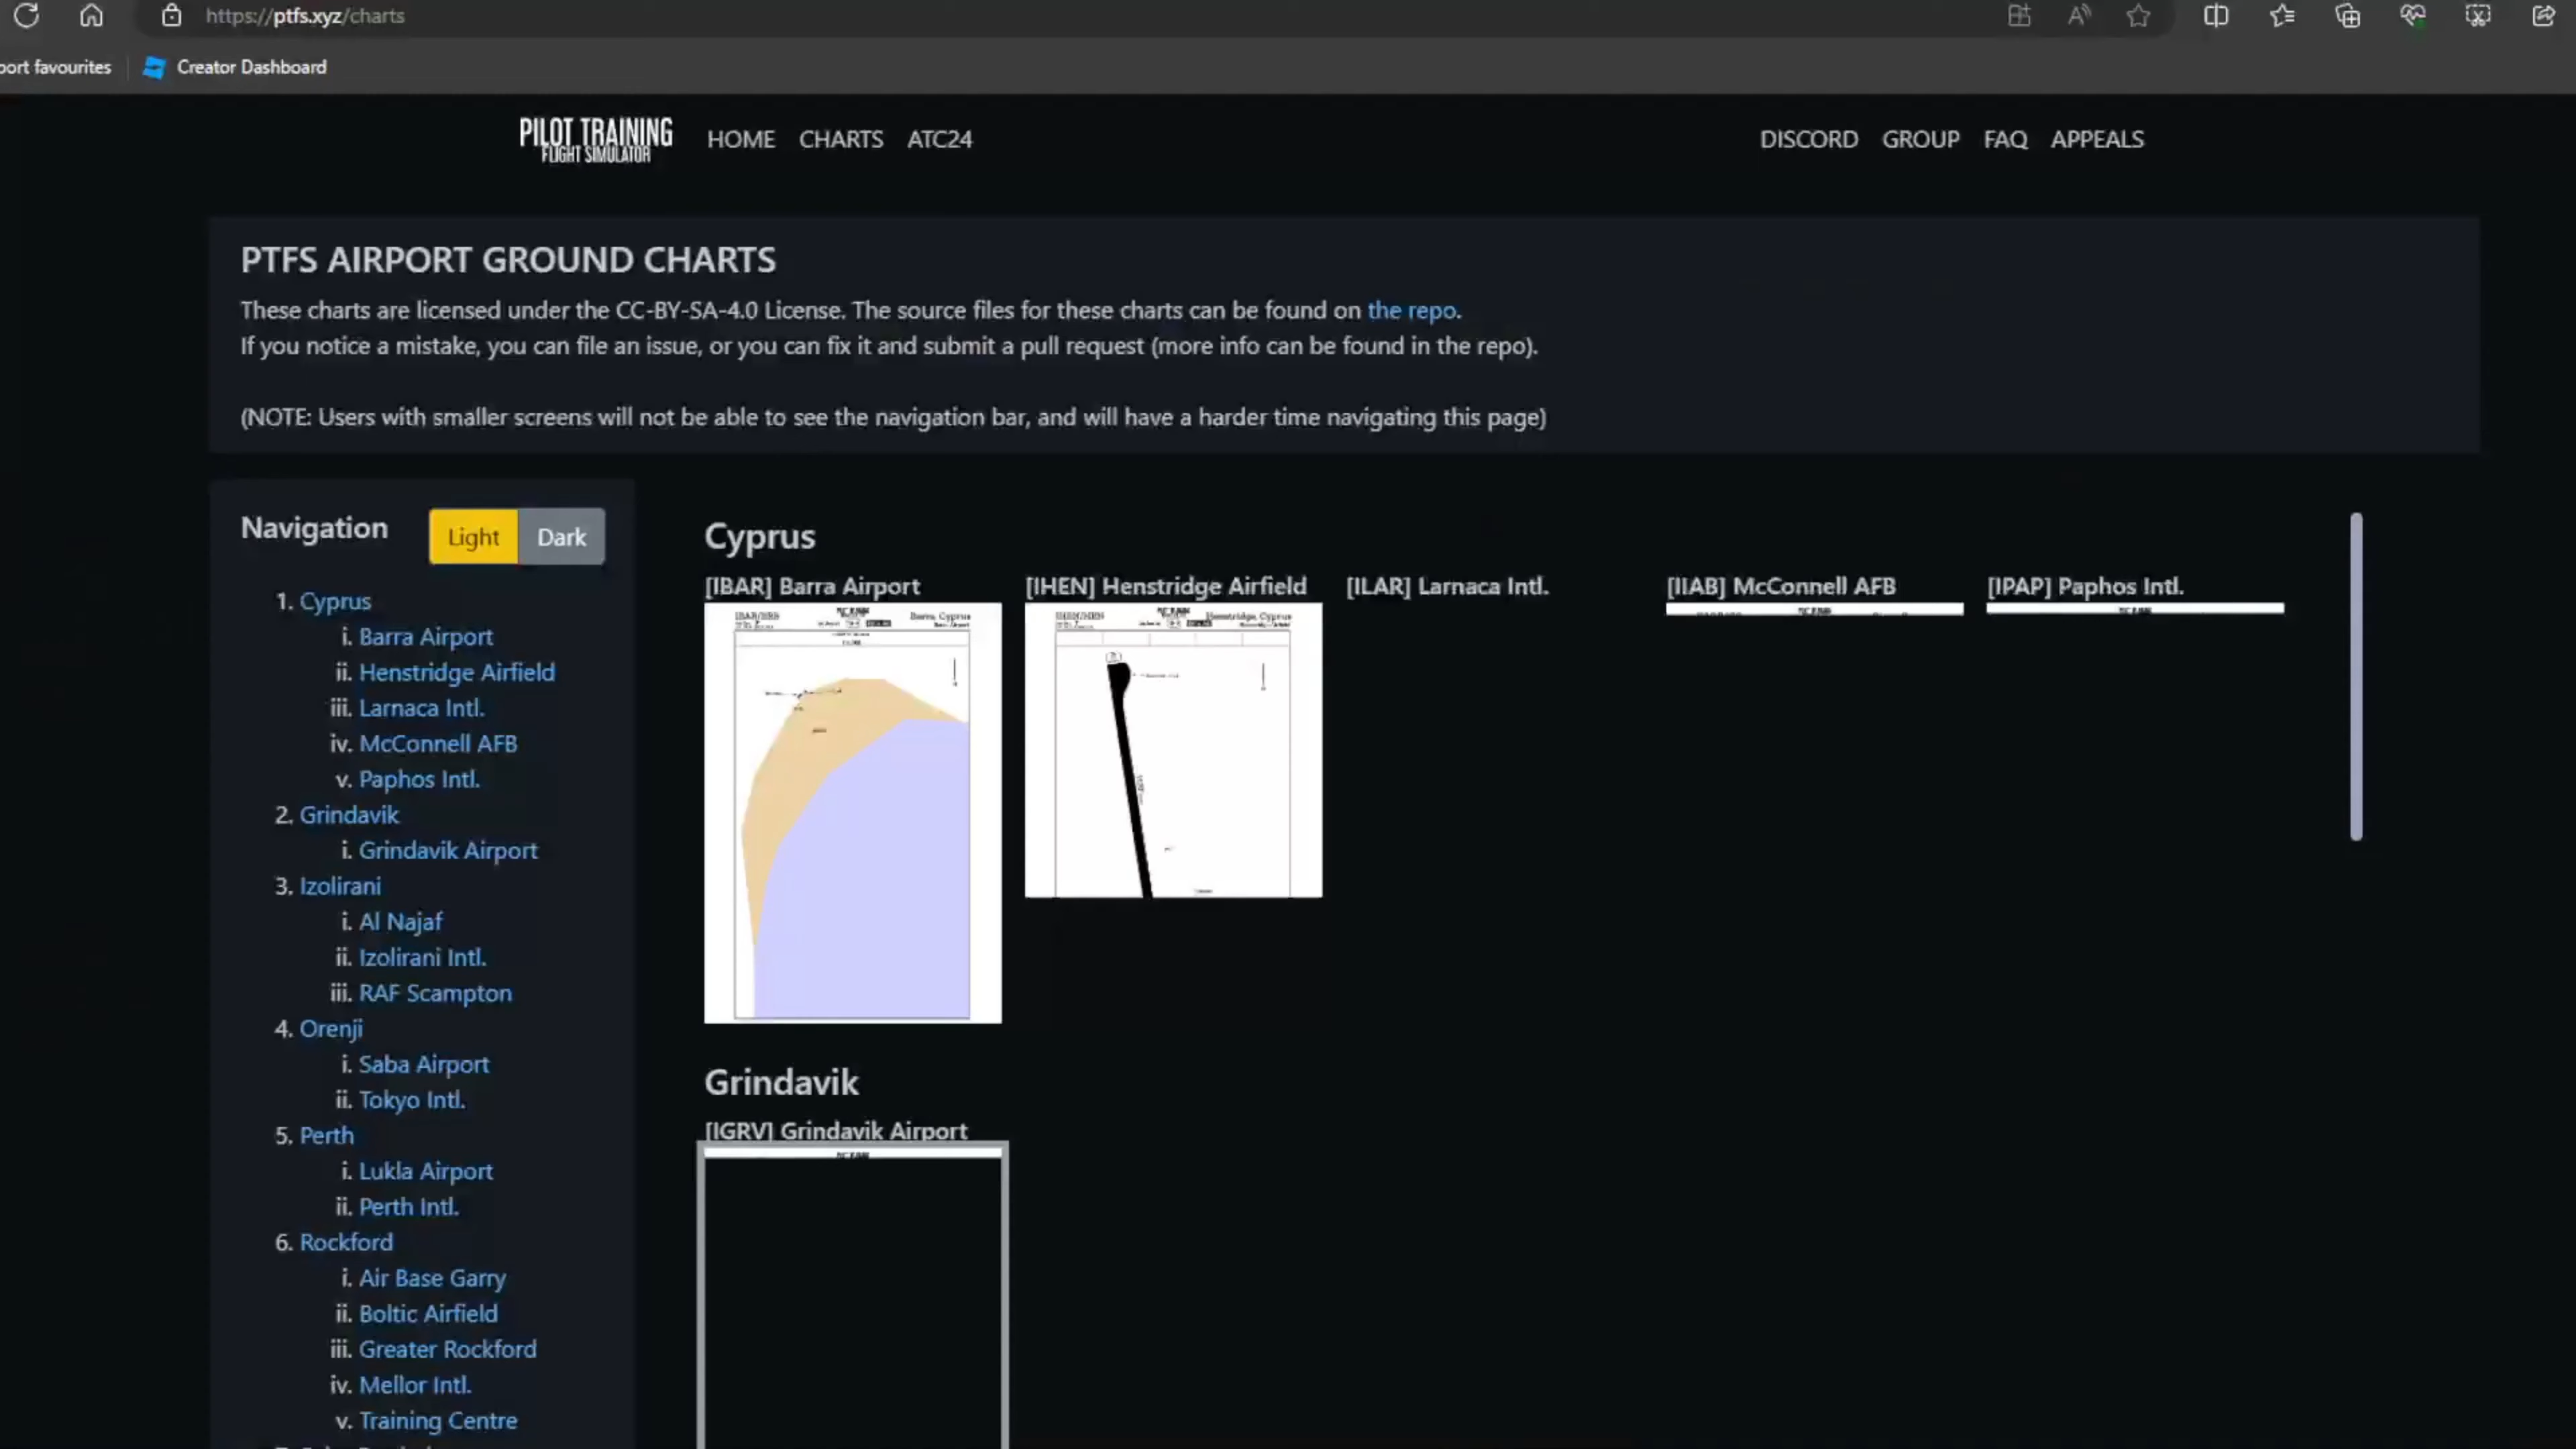 https://ptfs.xyz/charts
port favourites
Creator Dashboard
PILOT TRAINING
FLIGHT SIMULATOR
HOME CHARTS ATC24
DISCORD GROUP FAQ APPEALS
PTFS AIRPORT GROUND CHARTS
These charts are licensed under the CC-BY-SA-4.0 License. The source files for these charts can be found on the repo.
If you notice a mistake, you can file an issue, or you can fix it and submit a pull request (more info can be found in the repo).
(NOTE: Users with smaller screens will not be able to see the navigation bar, and will have a harder time navigating this page)
Navigation
Light Dark
1. Cyprus
i. Barra Airport
ii. Henstridge Airfield
iii. Larnaca Intl.
iv. McConnell AFB
v. Paphos Intl.
2. Grindavik
i. Grindavik Airport
3. Izolirani
i. Al Najaf
ii. Izolirani Intl.
iii. RAF Scampton
4. Orenji
i. Saba Airport
ii. Tokyo Intl.
5. Perth
i. Lukla Airport
ii. Perth Intl.
6. Rockford
i. Air Base Garry
ii. Boltic Airfield
iii. Greater Rockford
iv. Mellor Intl.
v. Training Centre
Cyprus
[IBAR] Barra Airport
[IHEN] Henstridge Airfield
[ILAR] Larnaca Intl.
[IIAB] McConnell AFB
[IPAP] Paphos Intl.
Barra, Cyprus
Henstridge, Cyprus
Grindavik
[IGRV] Grindavik Airport